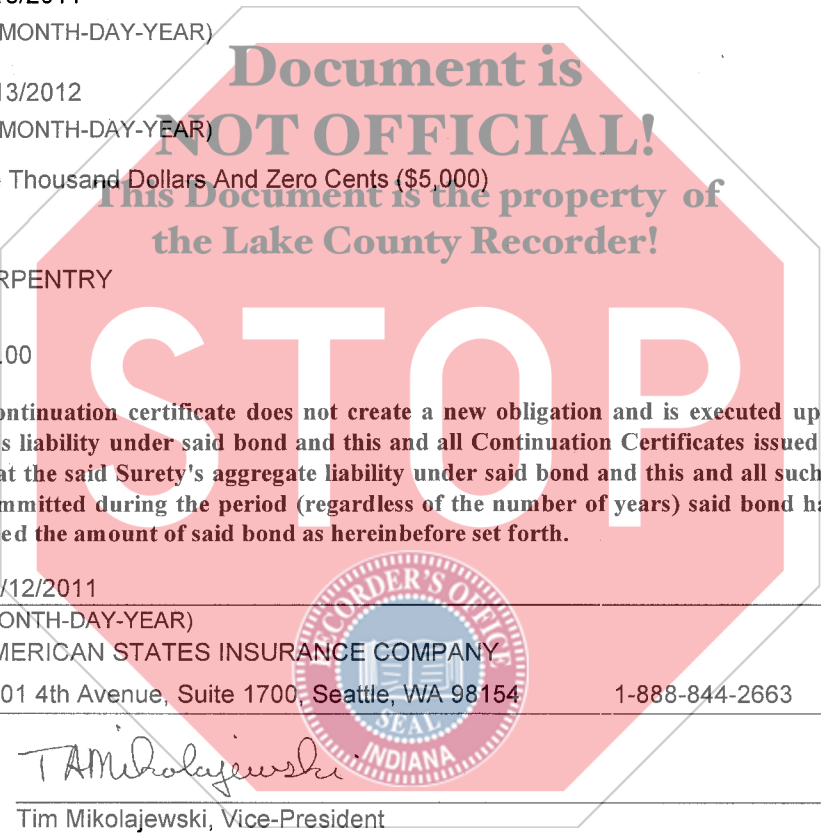 MONTH-DAY-YEAR)
Document is
13/2012
MONTH-DAY-YEAR)
NOT OFFICIAL!
Thousand Dollars And Zero Cents ($5,000)
This Document is the property of
the Lake County Recorder!
RPENTRY
STOP
.00
ontinuation certificate does not create a new obligation and is executed up
s liability under said bond and this and all Continuation Certificates issued
at the said Surety's aggregate liability under said bond and this and all such
mmitted during the period (regardless of the number of years) said bond ha
ed the amount of said bond as hereinbefore set forth.
RECORDER'S OFFICE
SEAL
INDIANA
/12/2011
ONTH-DAY-YEAR)
MERICAN STATES INSURANCE COMPANY
01 4th Avenue, Suite 1700, Seattle, WA 98154 1-888-844-2663
TAMikolajewski
Tim Mikolajewski, Vice-President